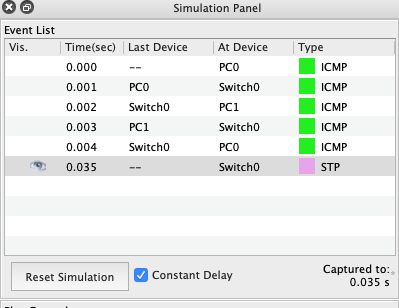 Simulation Panel
Event List
Vis. Time(sec) Last Device At Device Type
0.000 -- PC0 ICMP
0.001 PC0 Switch0 ICMP
0.002 Switch0 PC1 ICMP
0.003 PC1 Switch0 ICMP
0.004 Switch0 PC0 ICMP
0.035 -- Switch0 STP
Reset Simulation Constant Delay Captured to:*
0.035 s